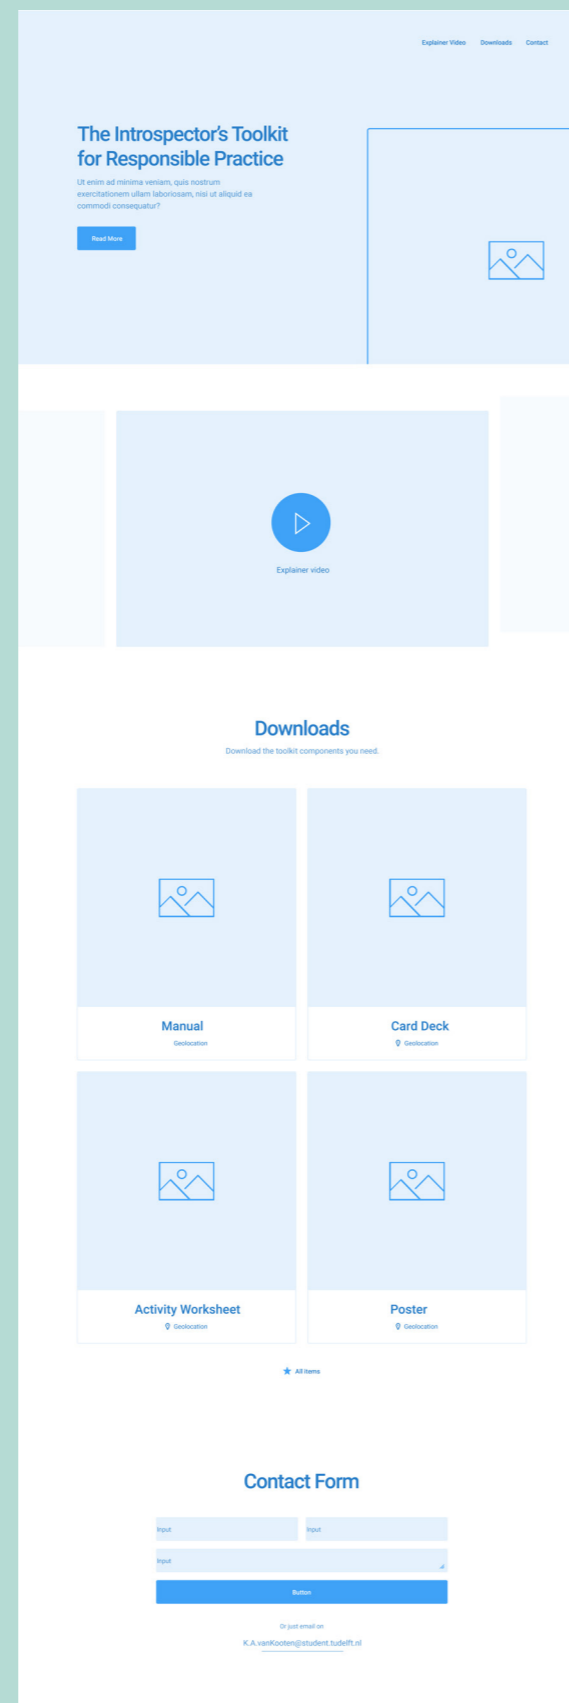 Explainer Video Downloads Contact
The Introspector's Toolkit
for Responsible Practice
Ut enim ad minima veniam, quis nostrum
exercitationem ullam laboriosam, nisi ut aliquid ea
commodi consequatur?
Read More
Explainer video
Downloads
Download the toolkit components you need.
Manual
Geolocation
Card Deck
Geolocation
Activity Worksheet
Geolocation
Poster
Geolocation
All items
Contact Form
Input
Input
Input
Button
Or just email on
K.A.vanKooten@student.tudelft.nl